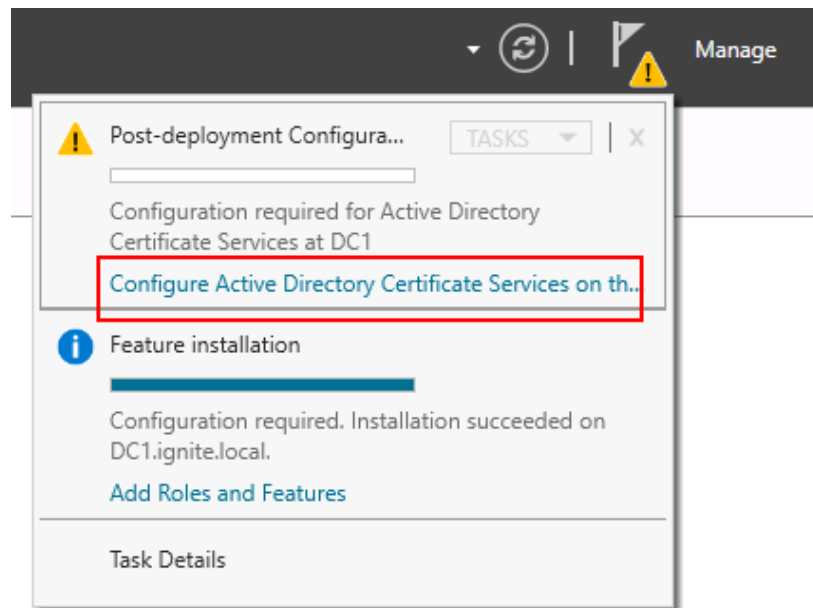 Manage
Post-deployment Configura...
TASKS
X
Configuration required for Active Directory
Certificate Services at DC1
Configure Active Directory Certificate Services on th...
Feature installation
Configuration required. Installation succeeded on
DC1.ignite.local.
Add Roles and Features
Task Details